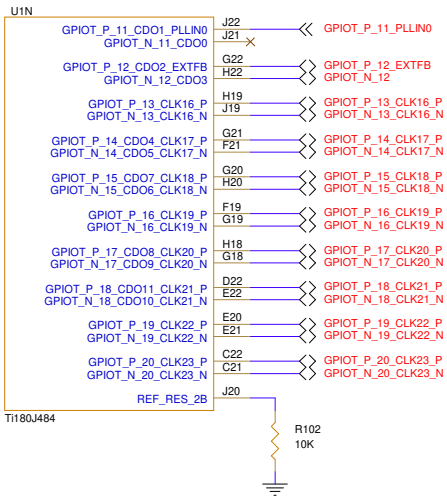 U1N
GPIOT_P_11_CDO1_PLLIN0 J22 GPIOT_P_11_PLLIN0
GPIOT_N_11_CDO0 J21
GPIOT_P_12_CDO2_EXTFB G22 GPIOT_P_12_EXTFB
GPIOT_N_12_CDO3 H22 GPIOT_N_12
GPIOT_P_13_CLK16_P H19 GPIOT_P_13_CLK16_P
GPIOT_N_13_CLK16_N J19 GPIOT_N_13_CLK16_N
GPIOT_P_14_CDO4_CLK17_P G21 GPIOT_P_14_CLK17_P
GPIOT_N_14_CDO5_CLK17_N F21 GPIOT_N_14_CLK17_N
GPIOT_P_15_CDO7_CLK18_P G20 GPIOT_P_15_CLK18_P
GPIOT_N_15_CDO6_CLK18_N H20 GPIOT_N_15_CLK18_N
GPIOT_P_16_CLK19_P F19 GPIOT_P_16_CLK19_P
GPIOT_N_16_CLK19_N G19 GPIOT_N_16_CLK19_N
GPIOT_P_17_CDO8_CLK20_P H18 GPIOT_P_17_CLK20_P
GPIOT_N_17_CDO9_CLK20_N G18 GPIOT_N_17_CLK20_N
GPIOT_P_18_CDO11_CLK21_P D22 GPIOT_P_18_CLK21_P
GPIOT_N_18_CDO10_CLK21_N E22 GPIOT_N_18_CLK21_N
GPIOT_P_19_CLK22_P E20 GPIOT_P_19_CLK22_P
GPIOT_N_19_CLK22_N E21 GPIOT_N_19_CLK22_N
GPIOT_P_20_CLK23_P C22 GPIOT_P_20_CLK23_P
GPIOT_N_20_CLK23_N C21 GPIOT_N_20_CLK23_N
REF_RES_2B J20
Ti180J484
R102
10K